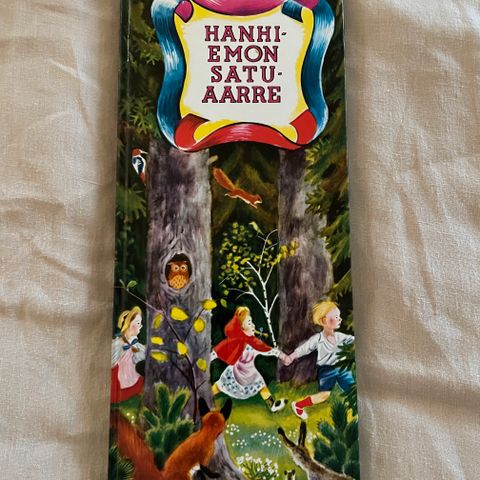 HANHI-
EMON
SATU-
AARRE